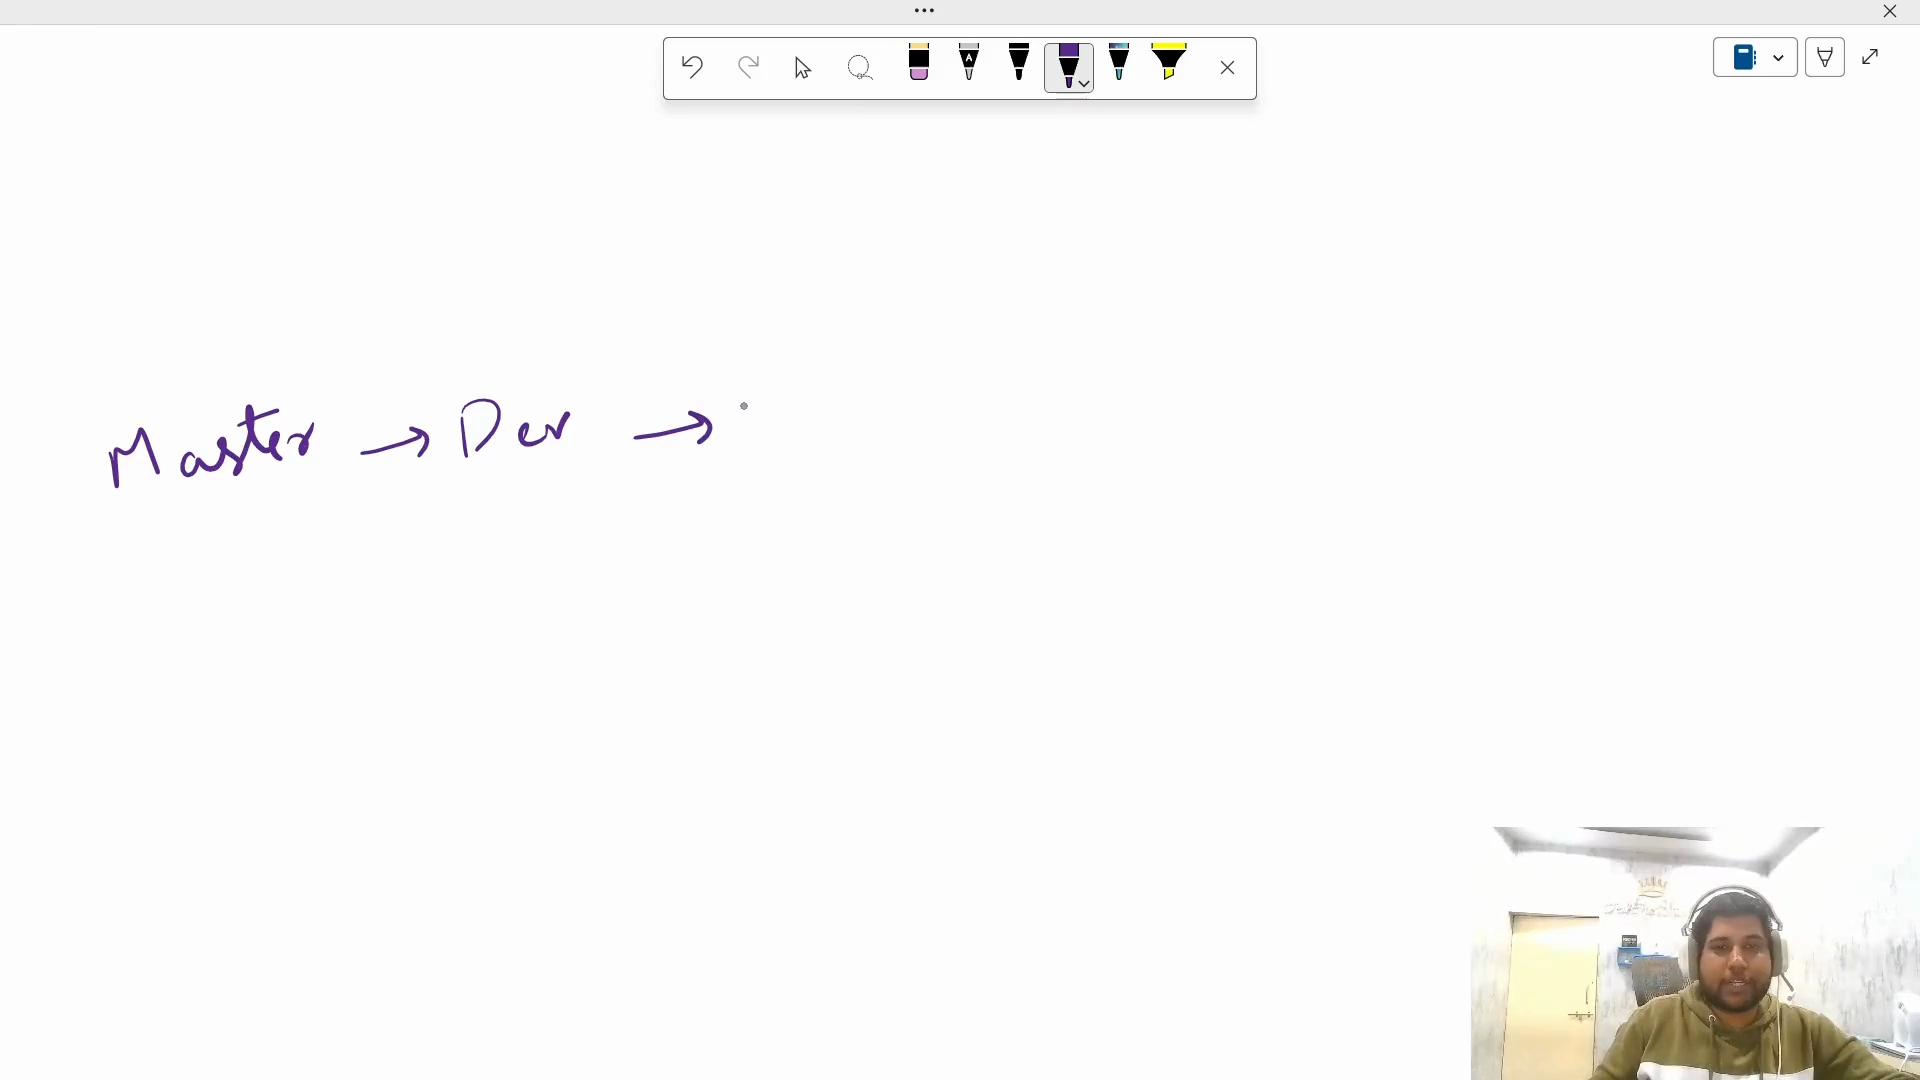 Master → Dev →